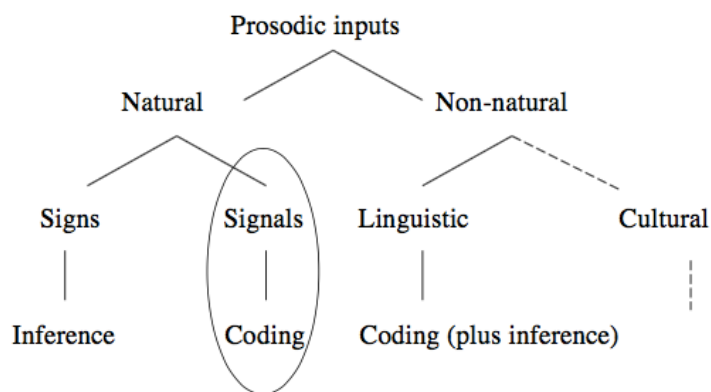 Prosodic inputs
Natural Non-natural
Signs Signals Linguistic Cultural
Inference Coding Coding (plus inference)